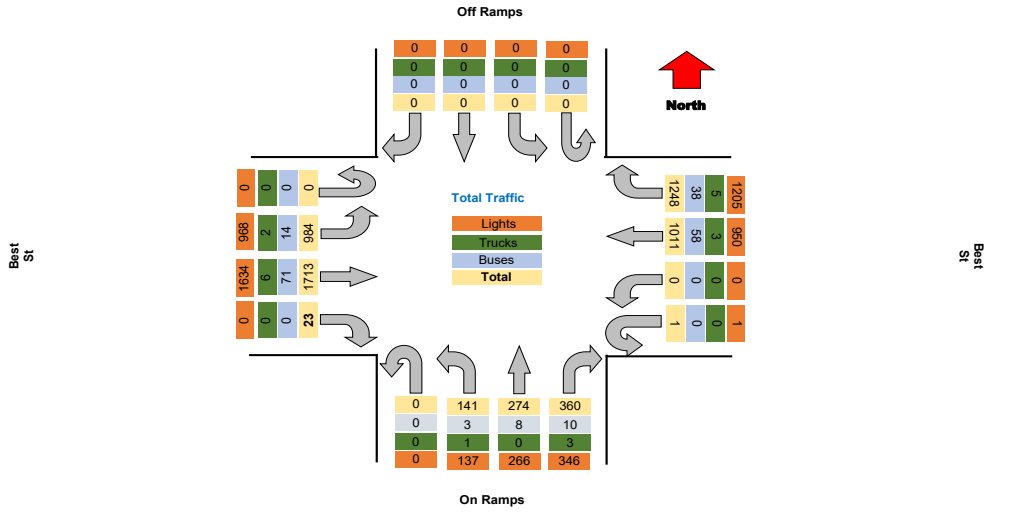 Off Ramps
0 0 0 0
0 0 0 0
0 0 0 0
0 0 0 0
North
0 0 0 0
968 2 14 984
1634 6 71 1713
0 0 0 23
Total Traffic
Lights
Trucks
Buses
Total
1248 38 5 1205
1011 58 3 950
0 0 0 0
1 0 0 1
Best
St
Best
St
0 141 274 360
0 3 8 10
0 1 0 3
0 137 266 346
On Ramps